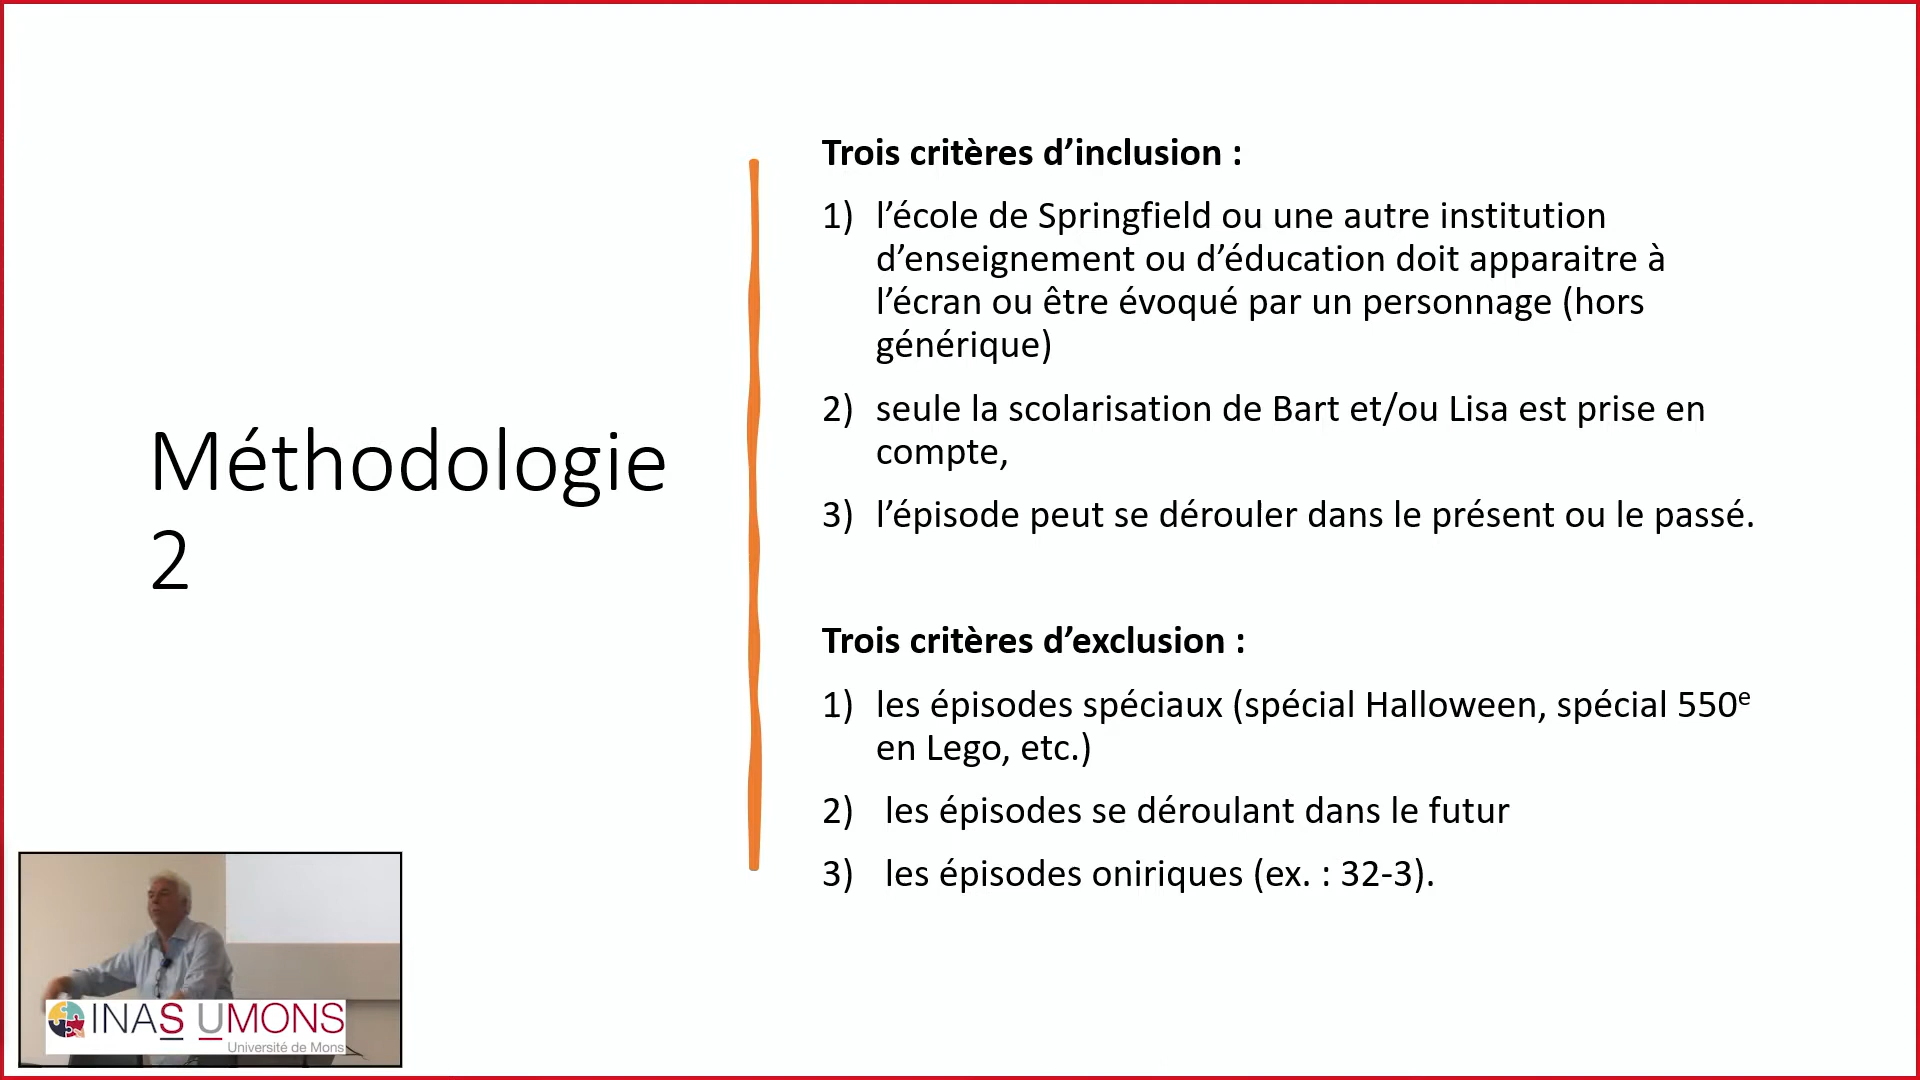 Méthodologie
2
Trois critères d’inclusion :
1) l’école de Springfield ou une autre institution
d’enseignement ou d’éducation doit apparaitre à
l’écran ou être évoqué par un personnage (hors
générique)
2) seule la scolarisation de Bart et/ou Lisa est prise en
compte,
3) l’épisode peut se dérouler dans le présent ou le passé.
Trois critères d’exclusion :
1) les épisodes spéciaux (spécial Halloween, spécial 550ᵉ
en Lego, etc.)
2) les épisodes se déroulant dans le futur
3) les épisodes oniriques (ex. : 32-3).
INAS UMONS
Université de Mons